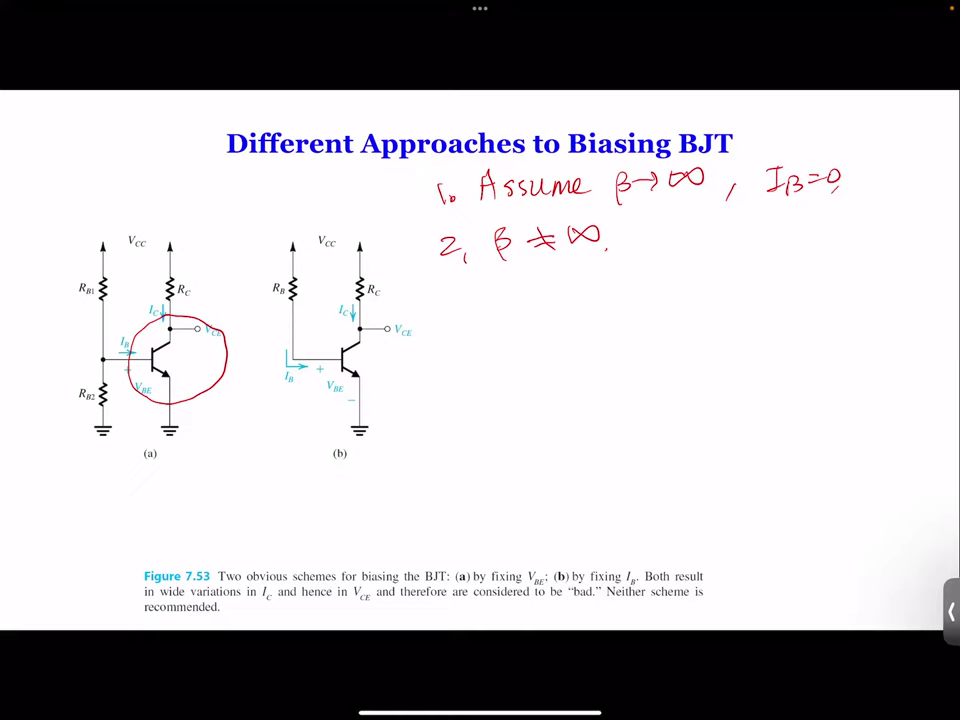 Different Approaches to Biasing BJT
1. Assume β→∞, I_B=0,
2, β ≠ ∞.
V_CC
V_CC
R_B1
R_C
R_B
R_C
I_C
I_C
V_CE
V_CE
I_B
+
V_BE
R_B2
I_B
+
V_BE
−
(a)
(b)
Figure 7.53 Two obvious schemes for biasing the BJT: (a) by fixing V_BE; (b) by fixing I_B. Both result
in wide variations in I_C and hence in V_CE and therefore are considered to be “bad.” Neither scheme is
recommended.